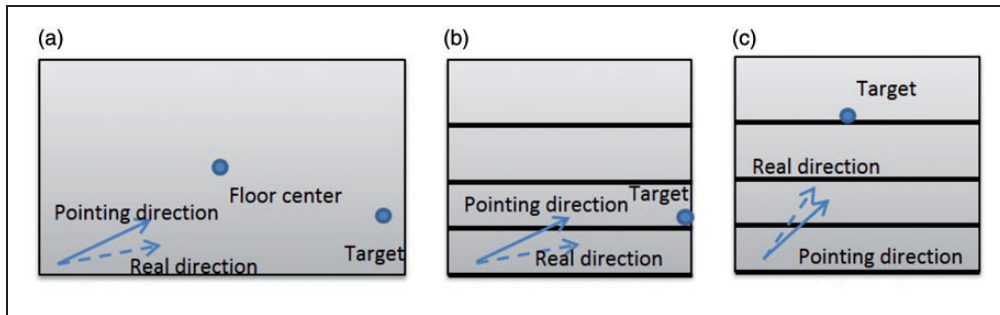 (a)
Floor center
Pointing direction
Target
Real direction
(b)
Target
Pointing direction
Real direction
(c)
Target
Real direction
Pointing direction